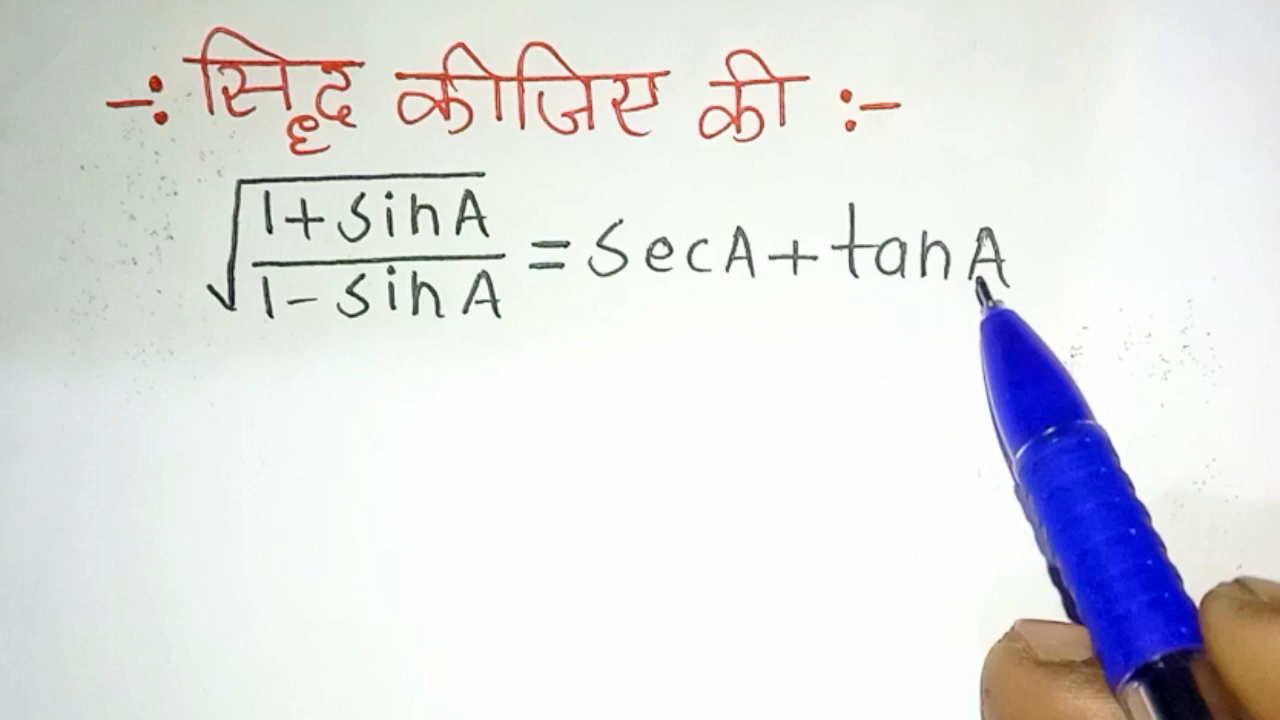 -: सिद्ध कीजिए की :-
√(1+sinA / 1-sinA) = secA+tanA